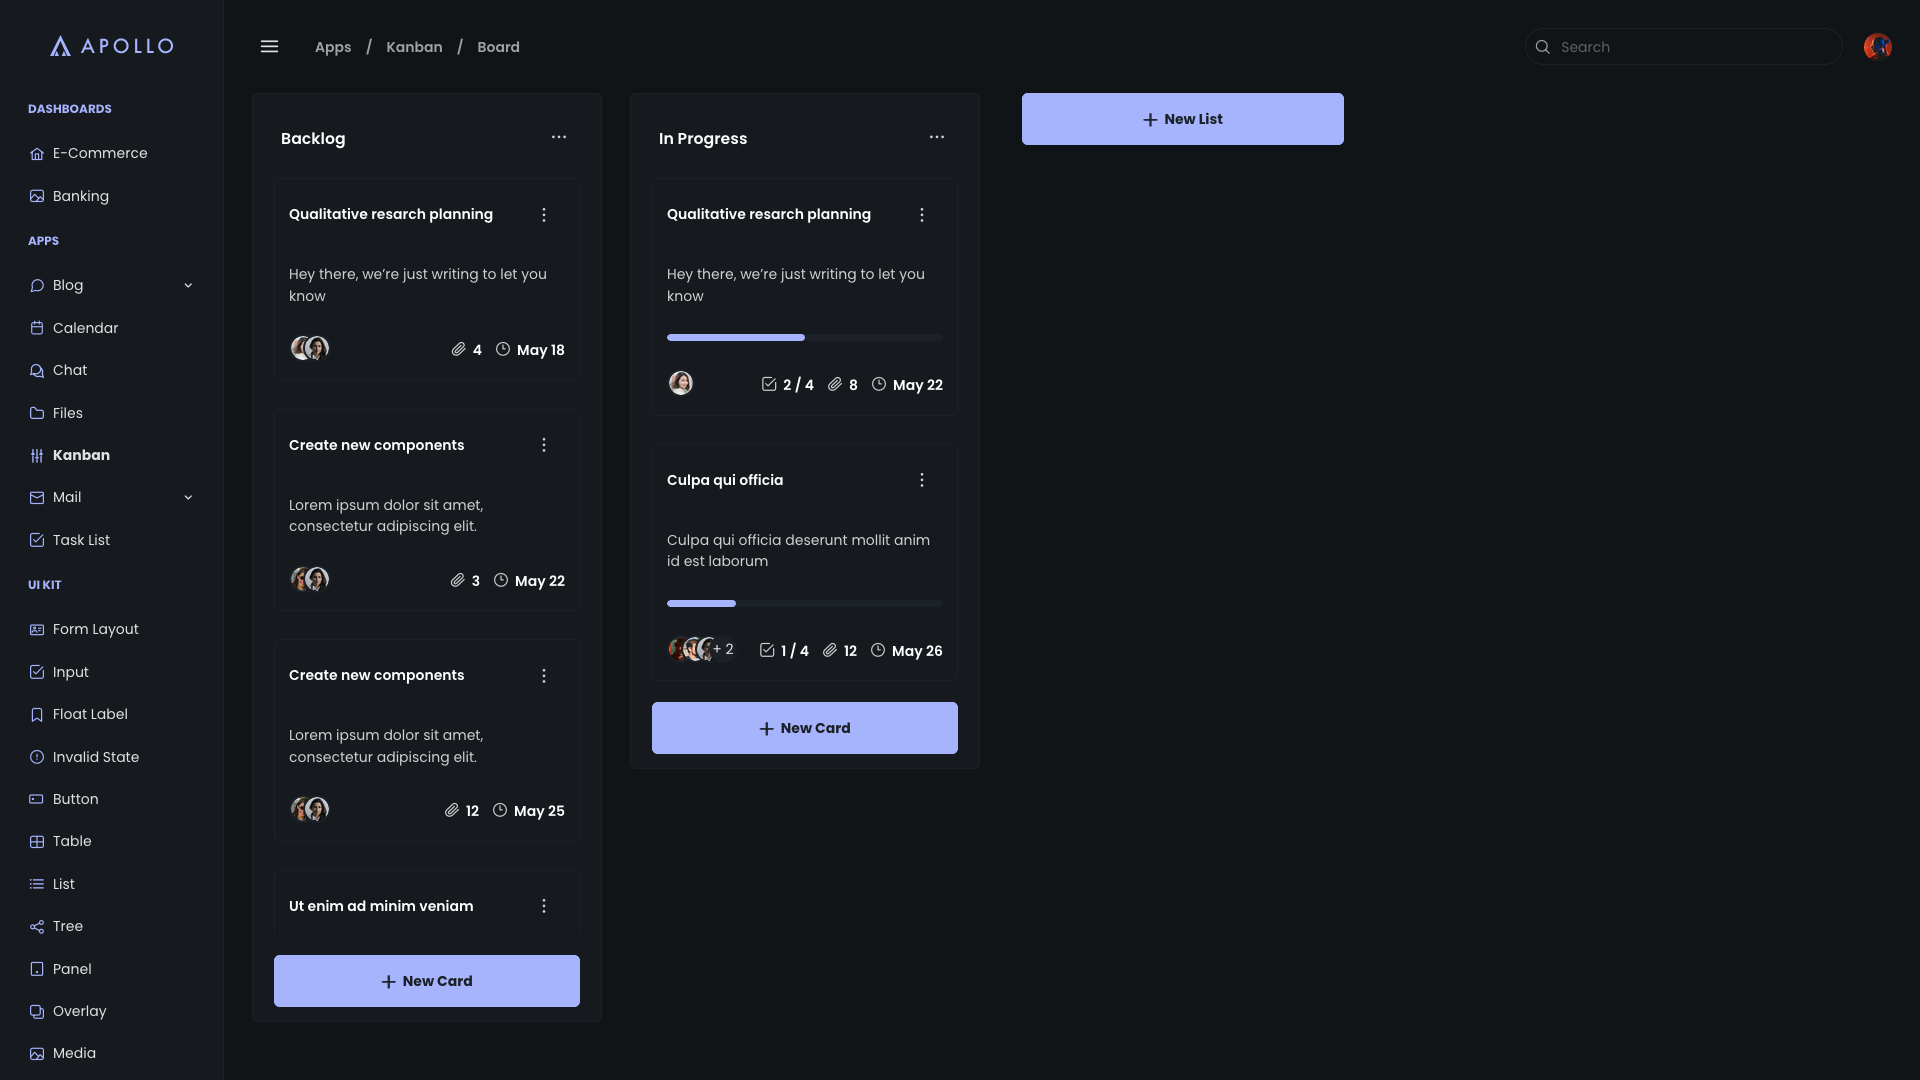 APOLLO
DASHBOARDS
E-Commerce
Banking
APPS
Blog
Calendar
Chat
Files
Kanban
Mail
Task List
UI KIT
Form Layout
Input
Float Label
Invalid State
Button
Table
List
Tree
Panel
Overlay
Media
Apps / Kanban / Board
Search
Backlog
Qualitative resarch planning
Hey there, we’re just writing to let you
know
4 May 18
Create new components
Lorem ipsum dolor sit amet,
consectetur adipiscing elit.
3 May 22
Create new components
Lorem ipsum dolor sit amet,
consectetur adipiscing elit.
12 May 25
Ut enim ad minim veniam
New Card
In Progress
Qualitative resarch planning
Hey there, we’re just writing to let you
know
2 / 4 8 May 22
Culpa qui officia
Culpa qui officia deserunt mollit anim
id est laborum
+ 2 1 / 4 12 May 26
New Card
New List